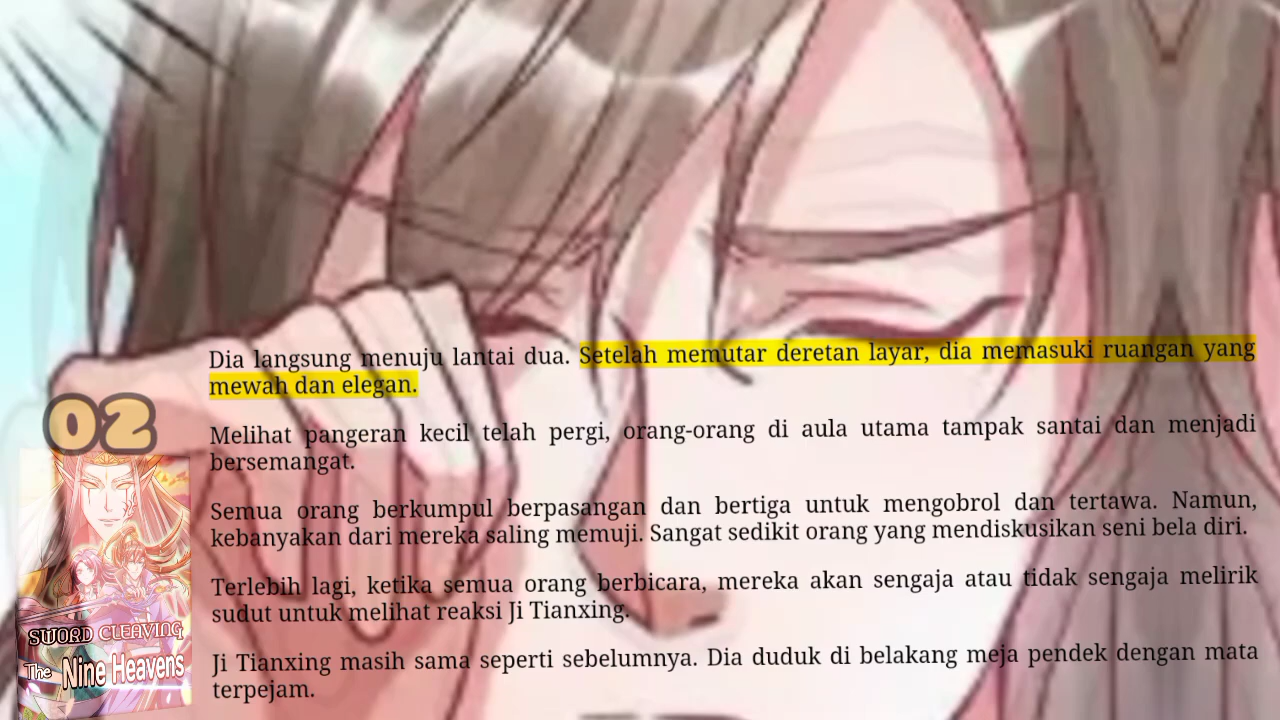 Dia langsung menuju lantai dua. Setelah memutar deretan layar, dia memasuki ruangan yang
mewah dan elegan.
Melihat pangeran kecil telah pergi, orang-orang di aula utama tampak santai dan menjadi
bersemangat.
Semua orang berkumpul berpasangan dan bertiga untuk mengobrol dan tertawa. Namun,
kebanyakan dari mereka saling memuji. Sangat sedikit orang yang mendiskusikan seni bela diri.
Terlebih lagi, ketika semua orang berbicara, mereka akan sengaja atau tidak sengaja melirik
sudut untuk melihat reaksi Ji Tianxing.
Ji Tianxing masih sama seperti sebelumnya. Dia duduk di belakang meja pendek dengan mata
terpejam.
02
SWORD CLEAVING
The Nine Heavens